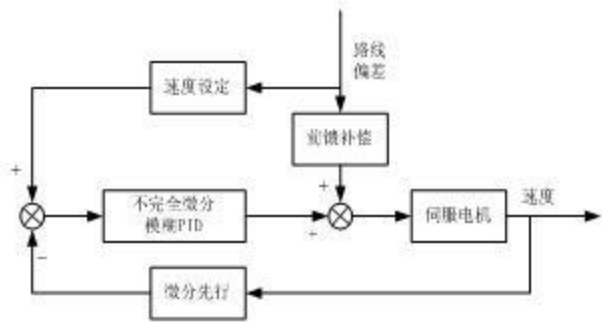 路线
偏差
速度设定
前馈补偿
+
+
不完全微分
模糊PID
+
伺服电机
速度
−
微分先行